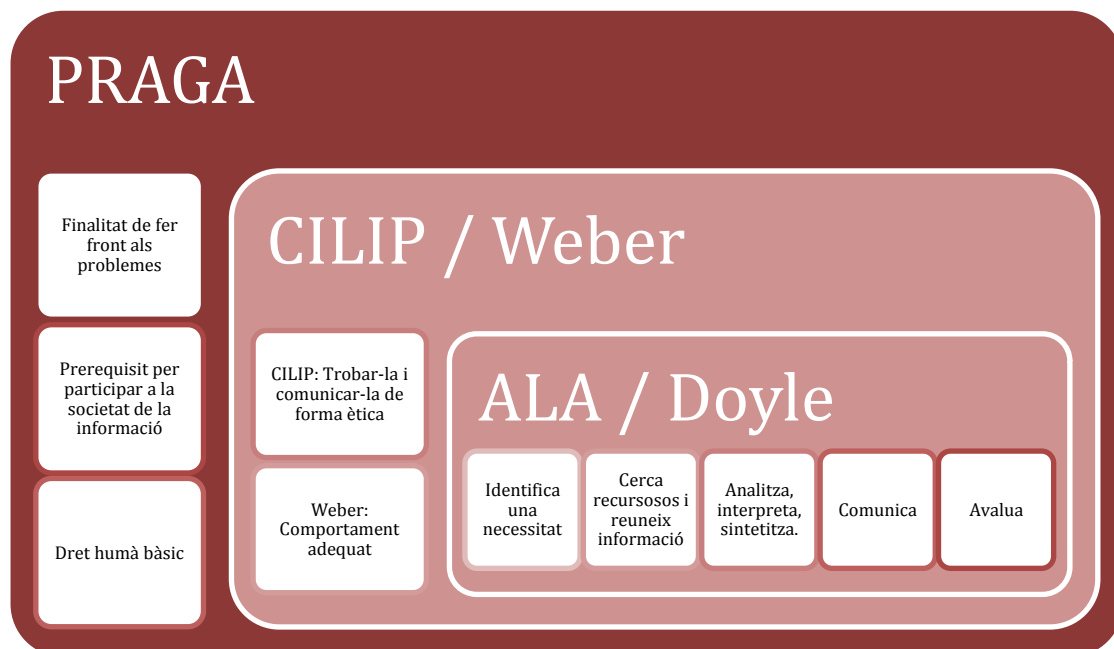 PRAGA
Finalitat de fer
front als
problemes
Prerequisit per
participar a la
societat de la
informació
Dret humà bàsic
CILIP / Weber
CILIP: Trobar-la i
comunicar-la de
forma ètica
Weber:
Comportament
adequat
ALA / Doyle
Identifica
una
necessitat
Cerca
recursosos i
reuneix
informació
Analitza,
interpreta,
sintetitza.
Comunica
Avalua